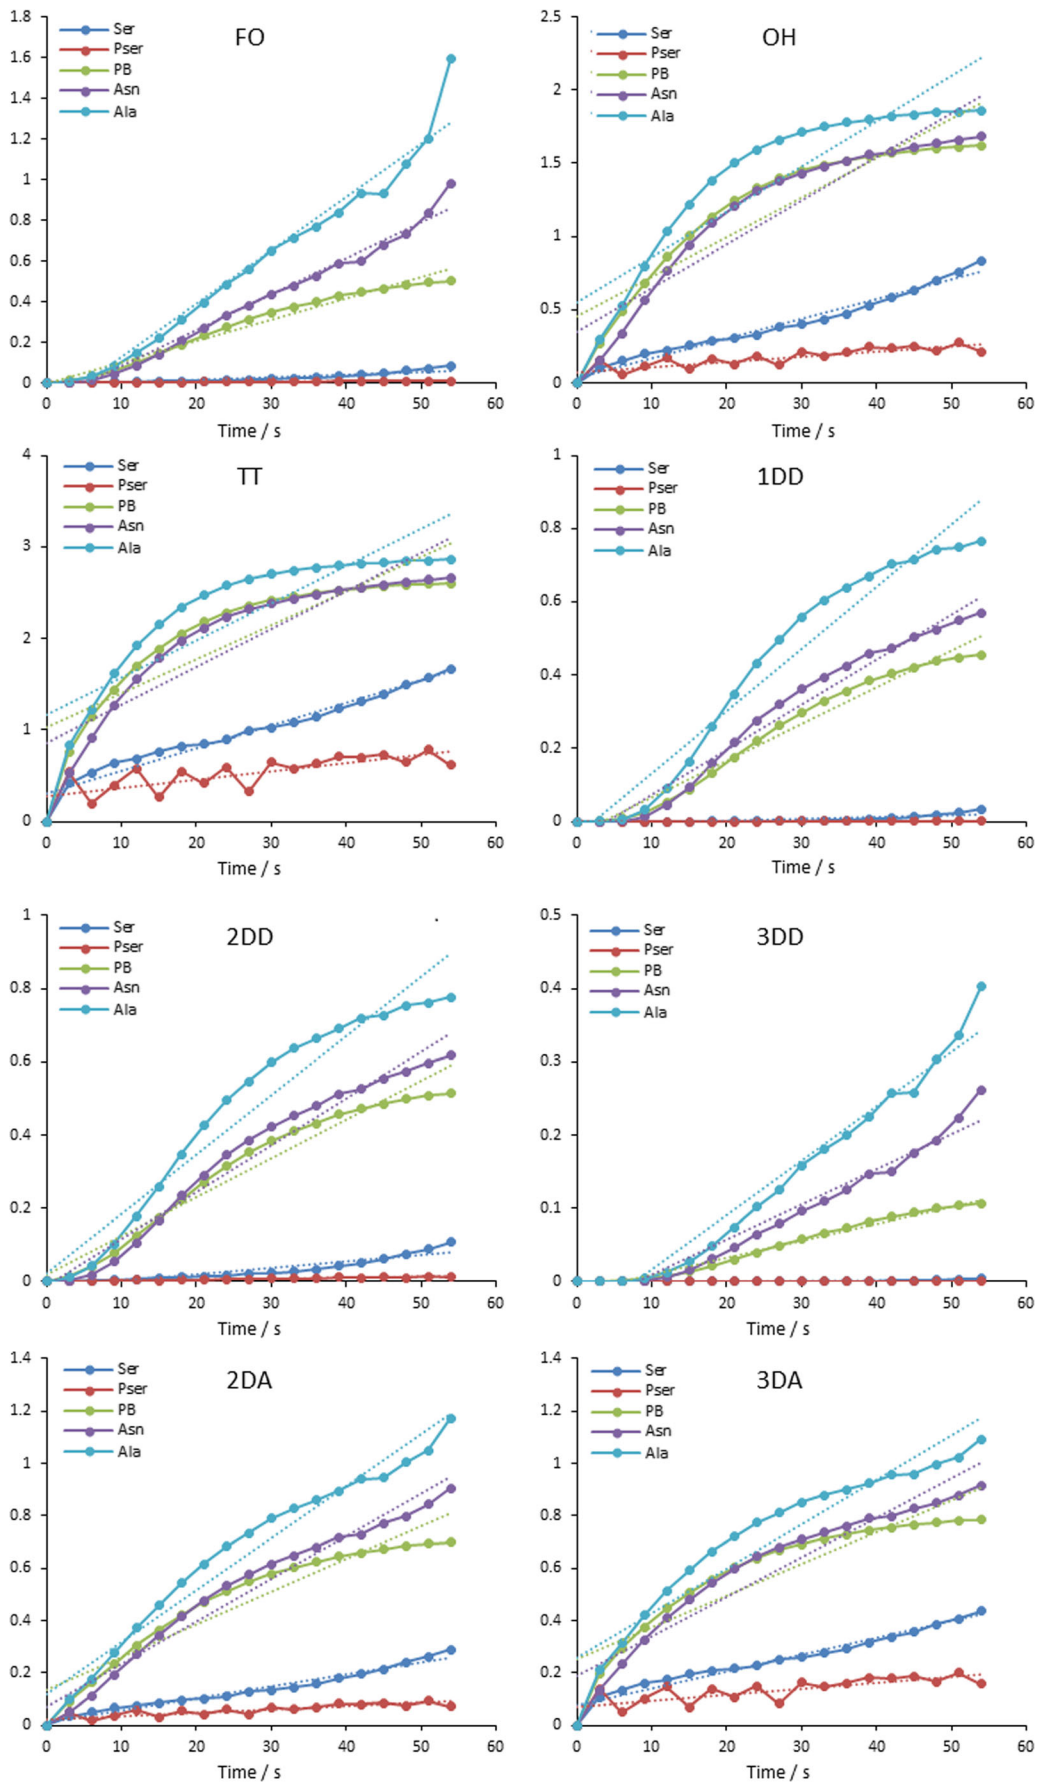 FO
Ser
Pser
PB
Asn
Ala
1.8
1.6
1.4
1.2
1
0.8
0.6
0.4
0.2
0
0 10 20 30 40 50 60
Time / s
OH
Ser
Pser
PB
Asn
Ala
2.5
2
1.5
1
0.5
0
0 10 20 30 40 50 60
Time / s
TT
Ser
Pser
PB
Asn
Ala
4
3
2
1
0
0 10 20 30 40 50 60
Time / s
1DD
Ser
Pser
PB
Asn
Ala
1
0.8
0.6
0.4
0.2
0
0 10 20 30 40 50 60
Time / s
2DD
Ser
Pser
PB
Asn
Ala
1
0.8
0.6
0.4
0.2
0
0 10 20 30 40 50 60
Time / s
3DD
Ser
Pser
PB
Asn
Ala
0.5
0.4
0.3
0.2
0.1
0
0 10 20 30 40 50 60
Time / s
2DA
Ser
Pser
PB
Asn
Ala
1.4
1.2
1
0.8
0.6
0.4
0.2
0
0 10 20 30 40 50 60
Time / s
3DA
Ser
Pser
PB
Asn
Ala
1.4
1.2
1
0.8
0.6
0.4
0.2
0
0 10 20 30 40 50 60
Time / s